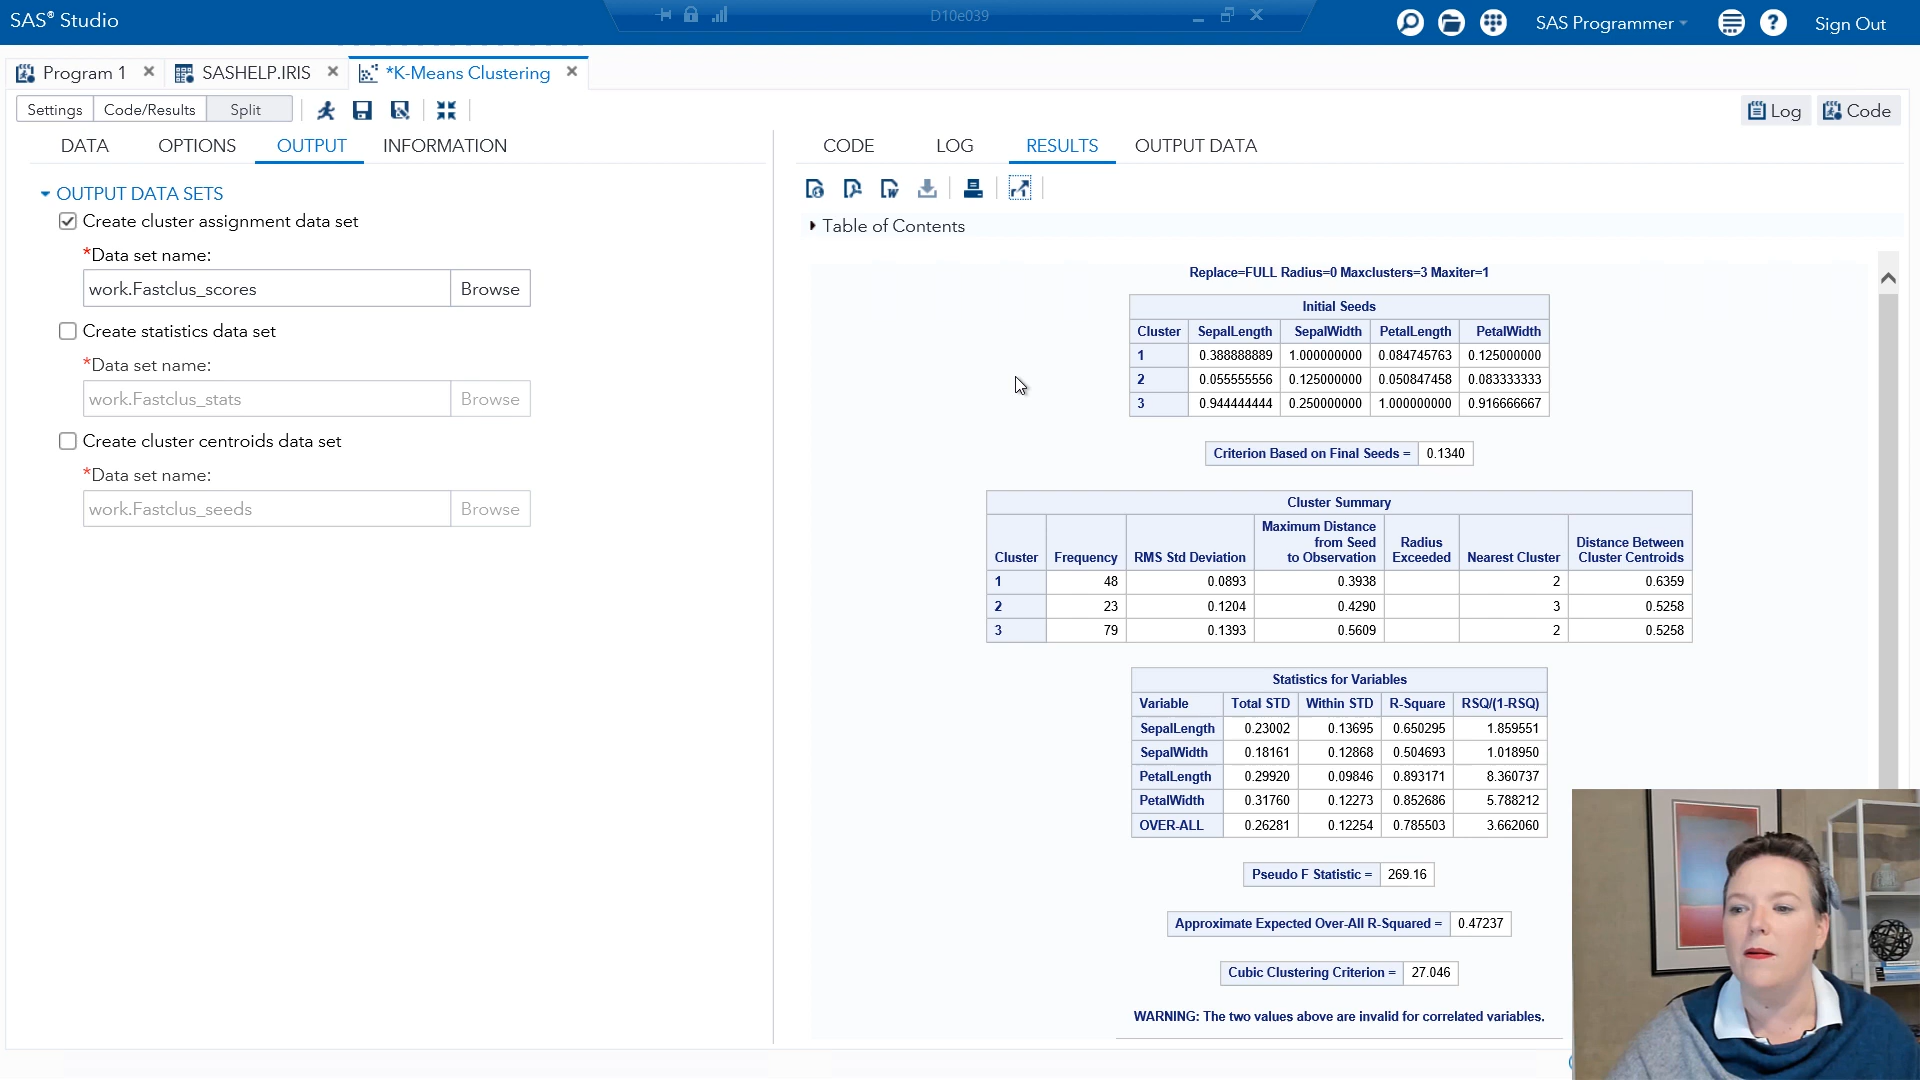 SAS® Studio
D10e039
SAS Programmer
Sign Out
Program 1
SASHELP.IRIS
*K-Means Clustering
Settings
Code/Results
Split
Log
Code
DATA
OPTIONS
OUTPUT
INFORMATION
OUTPUT DATA SETS
Create cluster assignment data set
*Data set name:
work.Fastclus_scores
Browse
Create statistics data set
*Data set name:
work.Fastclus_stats
Browse
Create cluster centroids data set
*Data set name:
work.Fastclus_seeds
Browse
CODE
LOG
RESULTS
OUTPUT DATA
Table of Contents
Replace=FULL Radius=0 Maxclusters=3 Maxiter=1
Initial Seeds
Cluster SepalLength SepalWidth PetalLength PetalWidth
1 0.388888889 1.000000000 0.084745763 0.125000000
2 0.055555556 0.125000000 0.050847458 0.083333333
3 0.944444444 0.250000000 1.000000000 0.916666667
Criterion Based on Final Seeds = 0.1340
Cluster Summary
Cluster Frequency RMS Std Deviation Maximum Distance from Seed to Observation Radius Exceeded Nearest Cluster Distance Between Cluster Centroids
1 48 0.0893 0.3938 2 0.6359
2 23 0.1204 0.4290 3 0.5258
3 79 0.1393 0.5609 2 0.5258
Statistics for Variables
Variable Total STD Within STD R-Square RSQ/(1-RSQ)
SepalLength 0.23002 0.13695 0.650295 1.859551
SepalWidth 0.18161 0.12868 0.504693 1.018950
PetalLength 0.29920 0.09846 0.893171 8.360737
PetalWidth 0.31760 0.12273 0.852686 5.788212
OVER-ALL 0.26281 0.12254 0.785503 3.662060
Pseudo F Statistic = 269.16
Approximate Expected Over-All R-Squared = 0.47237
Cubic Clustering Criterion = 27.046
WARNING: The two values above are invalid for correlated variables.